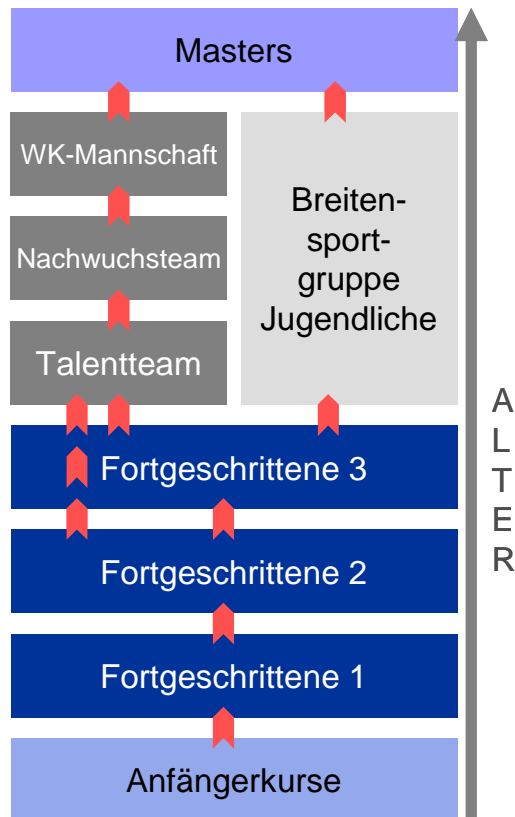 Masters
WK-Mannschaft
Nachwuchsteam
Talentteam
Breiten-
sport-
gruppe
Jugendliche
Fortgeschrittene 3
Fortgeschrittene 2
Fortgeschrittene 1
Anfängerkurse
A
L
T
E
R